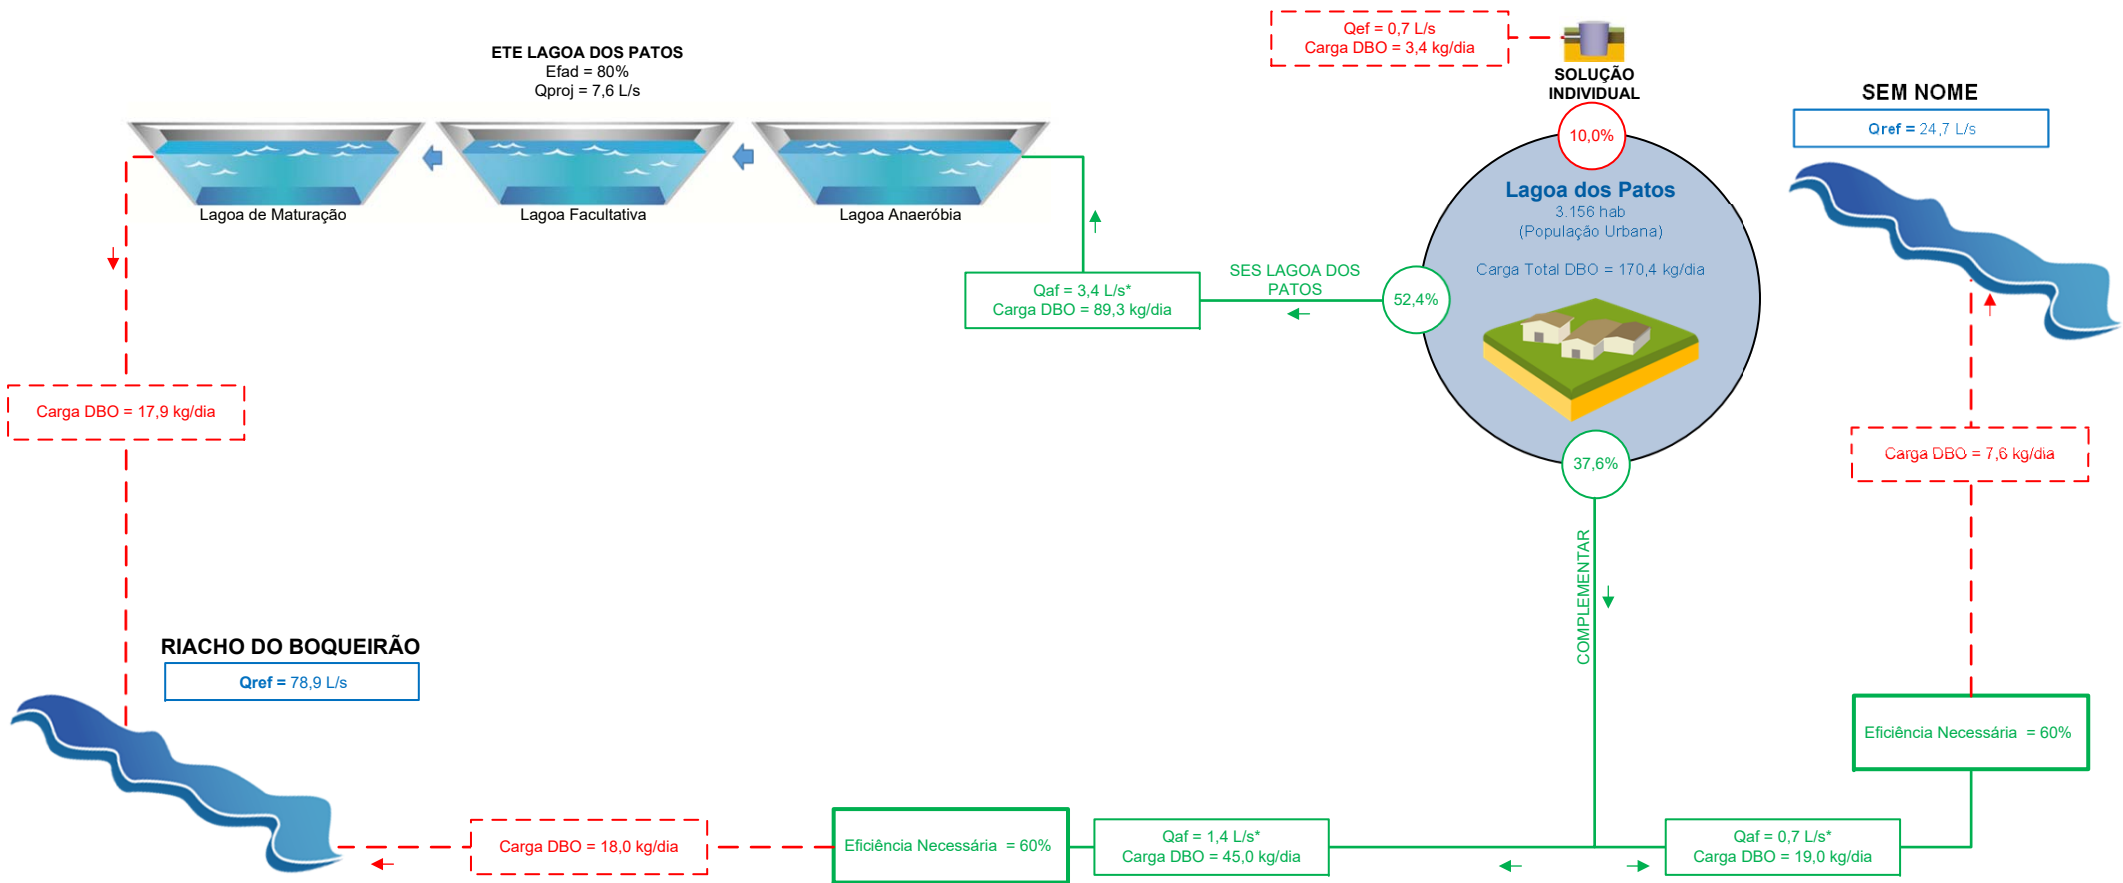 Qef = 0,7 L/s
Carga DBO = 3,4 kg/dia
SOLUÇÃO
INDIVIDUAL
10,0%
ETE LAGOA DOS PATOS
Efad = 80%
Qproj = 7,6 L/s
Lagoa de Maturação
Lagoa Facultativa
Lagoa Anaeróbia
SEM NOME
Qref = 24,7 L/s
Lagoa dos Patos
3.156 hab
(População Urbana)
Carga Total DBO = 170,4 kg/dia
SES LAGOA DOS
PATOS
52,4%
Qaf = 3,4 L/s*
Carga DBO = 89,3 kg/dia
Carga DBO = 17,9 kg/dia
37,6%
Carga DBO = 7,6 kg/dia
COMPLEMENTAR
RIACHO DO BOQUEIRÃO
Qref = 78,9 L/s
Eficiência Necessária = 60%
Carga DBO = 18,0 kg/dia
Eficiência Necessária = 60%
Qaf = 1,4 L/s*
Carga DBO = 45,0 kg/dia
Qaf = 0,7 L/s*
Carga DBO = 19,0 kg/dia